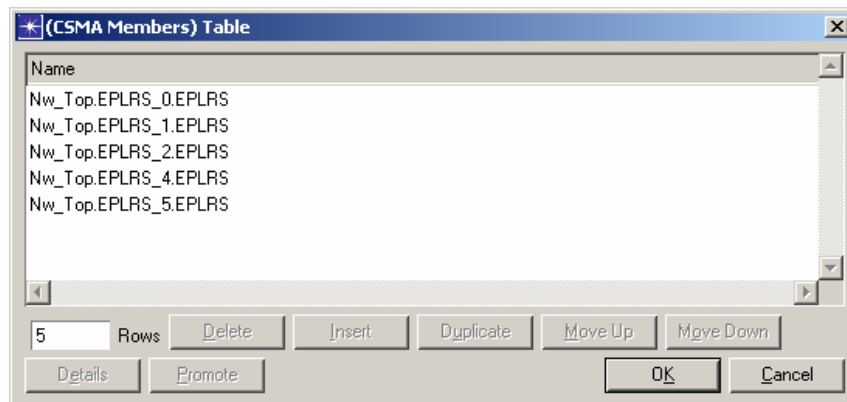 (CSMA Members) Table
Name
Nw_Top.EPLRS_0.EPLRS
Nw_Top.EPLRS_1.EPLRS
Nw_Top.EPLRS_2.EPLRS
Nw_Top.EPLRS_4.EPLRS
Nw_Top.EPLRS_5.EPLRS
5 Rows Delete Insert Duplicate Move Up Move Down
Details Promote OK Cancel